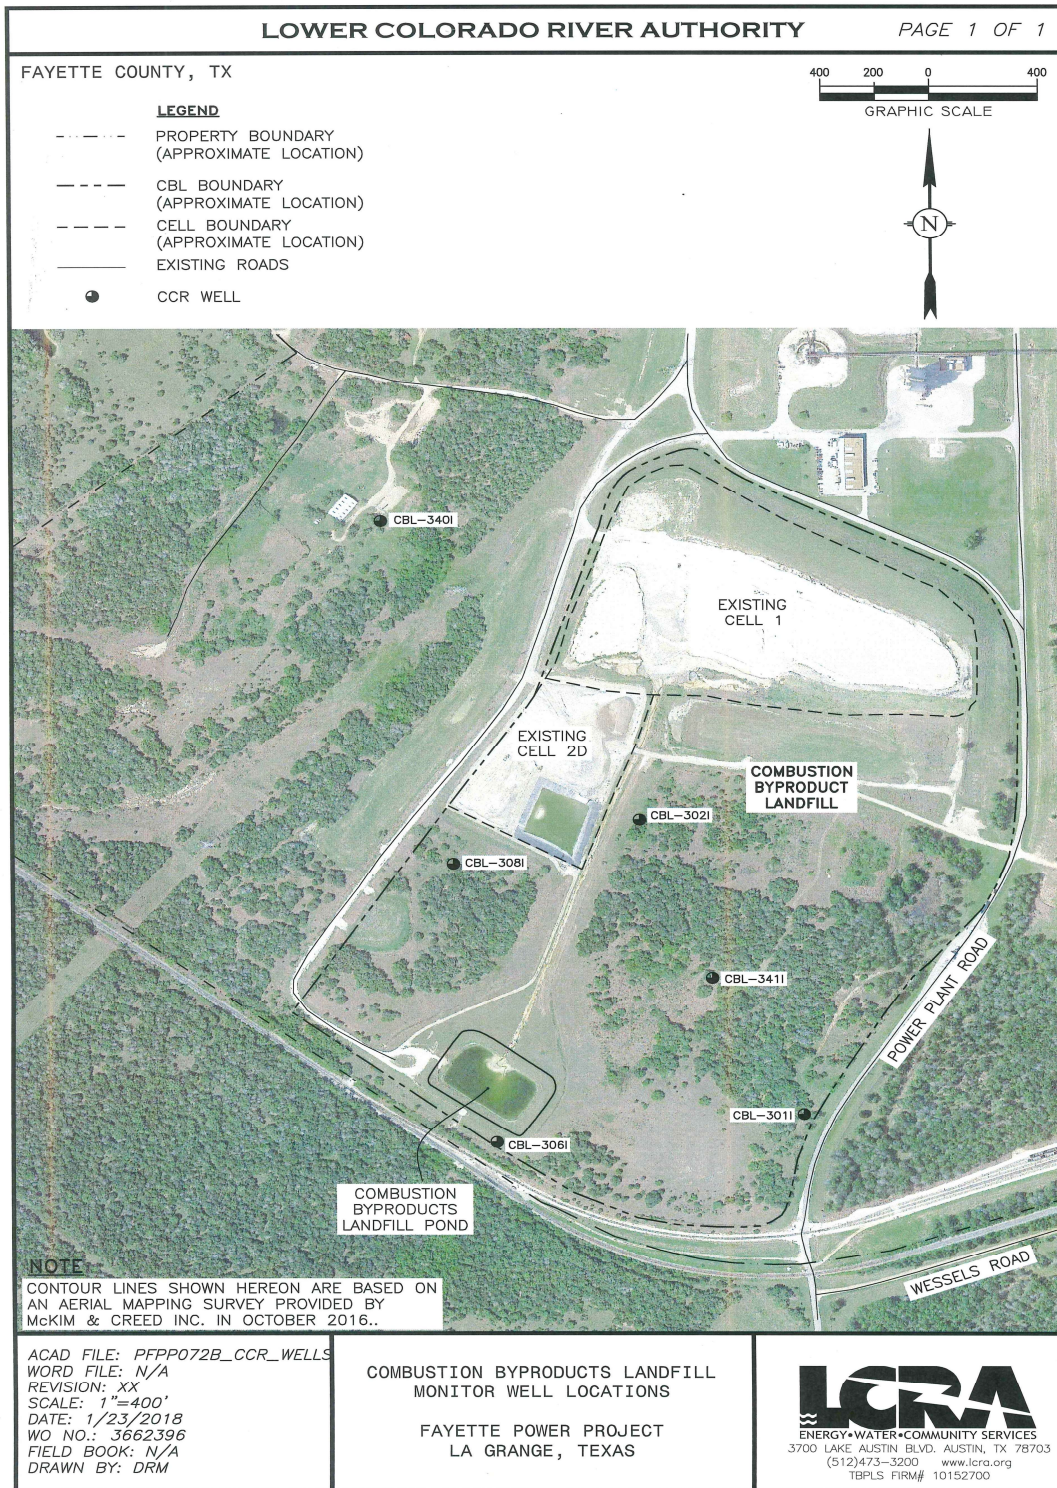 LOWER COLORADO RIVER AUTHORITY
PAGE 1 OF 1
FAYETTE COUNTY, TX
400 200 0 400
GRAPHIC SCALE
LEGEND
PROPERTY BOUNDARY
(APPROXIMATE LOCATION)
CBL BOUNDARY
(APPROXIMATE LOCATION)
CELL BOUNDARY
(APPROXIMATE LOCATION)
EXISTING ROADS
CCR WELL
N
CBL-340I
EXISTING
CELL 1
EXISTING
CELL 2D
COMBUSTION
BYPRODUCT
LANDFILL
CBL-302I
CBL-308I
CBL-341I
POWER PLANT ROAD
CBL-301I
CBL-306I
COMBUSTION
BYPRODUCTS
LANDFILL POND
WESSELS ROAD
NOTE:
CONTOUR LINES SHOWN HEREON ARE BASED ON
AN AERIAL MAPPING SURVEY PROVIDED BY
McKIM & CREED INC. IN OCTOBER 2016..
ACAD FILE: PFPP072B_CCR_WELLS
WORD FILE: N/A
REVISION: XX
SCALE: 1"=400'
DATE: 1/23/2018
WO NO.: 3662396
FIELD BOOK: N/A
DRAWN BY: DRM
COMBUSTION BYPRODUCTS LANDFILL
MONITOR WELL LOCATIONS
FAYETTE POWER PROJECT
LA GRANGE, TEXAS
LCRA
ENERGY•WATER•COMMUNITY SERVICES
3700 LAKE AUSTIN BLVD. AUSTIN, TX 78703
(512)473-3200 www.lcra.org
TBPLS FIRM# 10152700